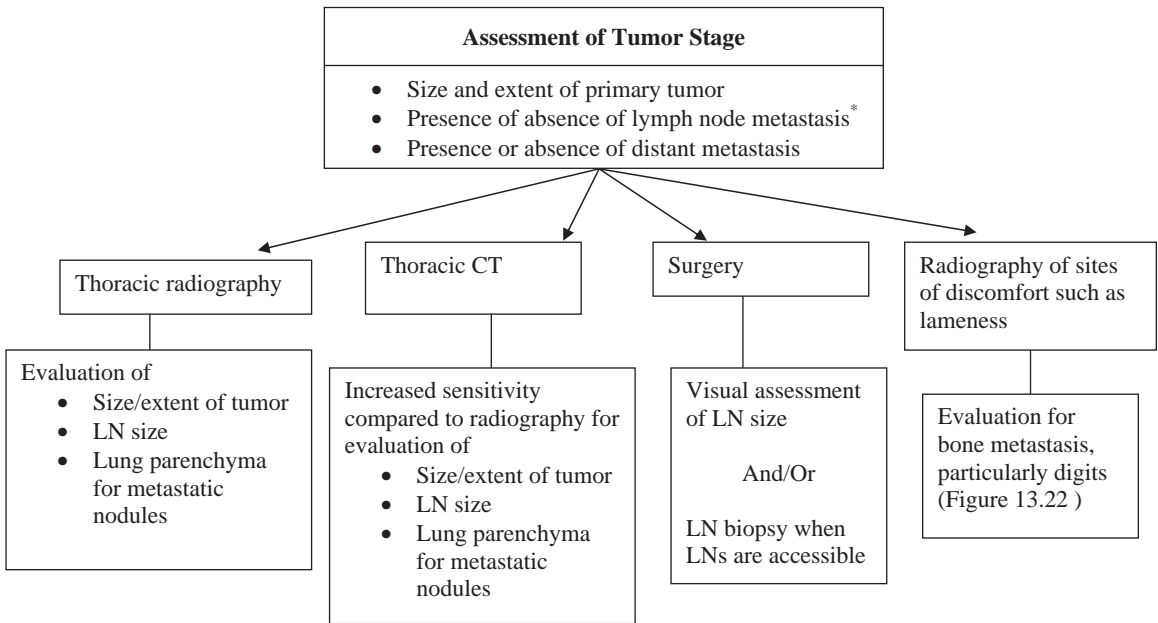 Assessment of Tumor Stage
• Size and extent of primary tumor
• Presence of absence of lymph node metastasis*
• Presence or absence of distant metastasis
Thoracic radiography
Evaluation of
• Size/extent of tumor
• LN size
• Lung parenchyma
for metastatic
nodules
Thoracic CT
Increased sensitivity
compared to radiography for
evaluation of
• Size/extent of tumor
• LN size
• Lung parenchyma
for metastatic
nodules
Surgery
Visual assessment
of LN size
And/Or
LN biopsy when
LNs are accessible
Radiography of sites
of discomfort such as
lameness
Evaluation for
bone metastasis,
particularly digits
(Figure 13.22 )